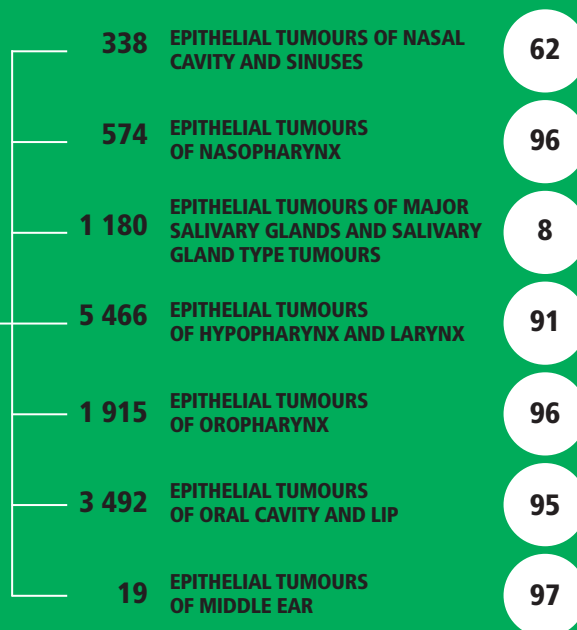 338 EPITHELIAL TUMOURS OF NASAL 62
CAVITY AND SINUSES
574 EPITHELIAL TUMOURS 96
OF NASOPHARYNX
EPITHELIAL TUMOURS OF MAJOR
1 180 SALIVARY GLANDS AND SALIVARY 8
GLAND TYPE TUMOURS
5 466 EPITHELIAL TUMOURS 91
OF HYPOPHARYNX AND LARYNX
1 915 EPITHELIAL TUMOURS 96
OF OROPHARYNX
3 492 EPITHELIAL TUMOURS 95
OF ORAL CAVITY AND LIP
19 EPITHELIAL TUMOURS 97
OF MIDDLE EAR